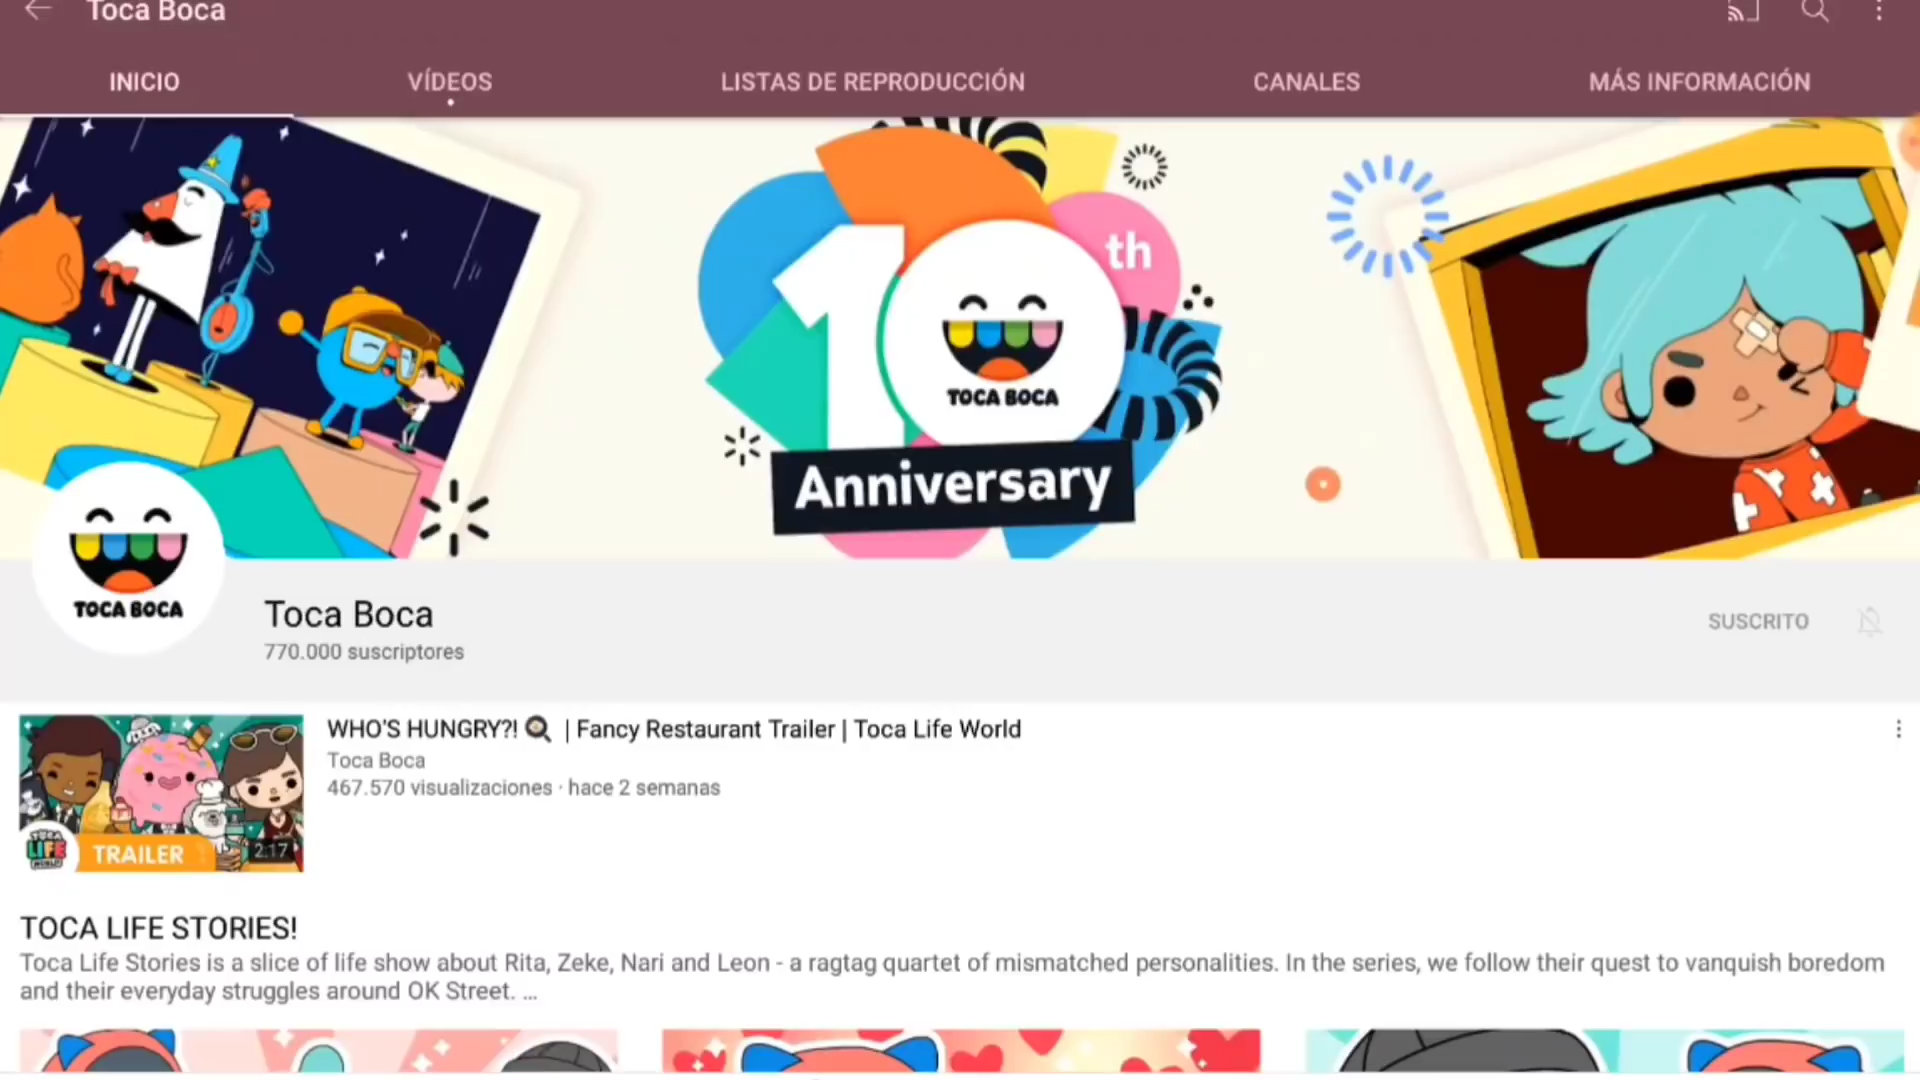 Toca Boca
INICIO
VÍDEOS
LISTAS DE REPRODUCCIÓN
CANALES
MÁS INFORMACIÓN
10th
TOCA BOCA
Anniversary
TOCA BOCA
Toca Boca
770.000 suscriptores
SUSCRITO
WHO'S HUNGRY?! 🍳 | Fancy Restaurant Trailer | Toca Life World
Toca Boca
467.570 visualizaciones · hace 2 semanas
TOCA
LIFE
WORLD
TRAILER
2:17
TOCA LIFE STORIES!
Toca Life Stories is a slice of life show about Rita, Zeke, Nari and Leon - a ragtag quartet of mismatched personalities. In the series, we follow their quest to vanquish boredom
and their everyday struggles around OK Street. ...